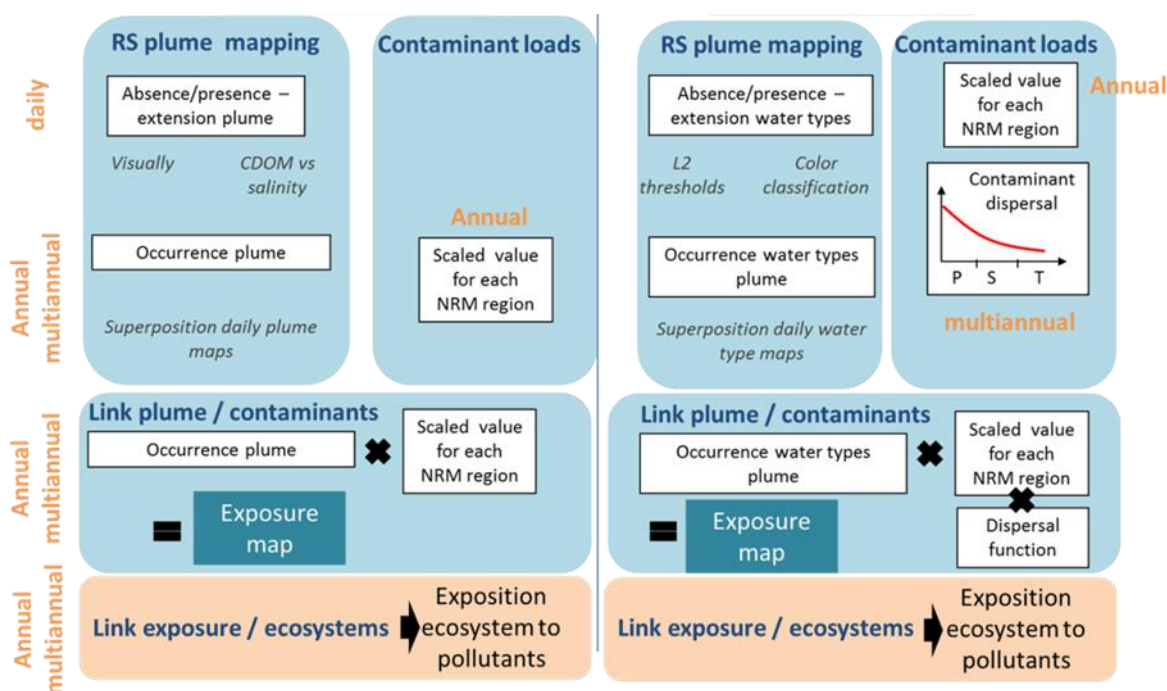 RS plume mapping
Contaminant loads
daily
Absence/presence –
extension plume
Visually
CDOM vs
salinity
Annual
multiannual
Occurrence plume
Annual
Scaled value
for each
NRM region
Superposition daily plume
maps
RS plume mapping
Contaminant loads
Absence/presence –
extension water types
Scaled value
for each
NRM region
Annual
L2
thresholds
Color
classification
Contaminant
dispersal
P S T
Occurrence water types
plume
multiannual
Superposition daily water
type maps
Annual
multiannual
Link plume / contaminants
Occurrence plume
Scaled value
for each
NRM region
Exposure
map
Link plume / contaminants
Occurrence water types
plume
Scaled value
for each
NRM region
Exposure
map
Dispersal
function
Annual
multiannual
Link exposure / ecosystems
Exposition
ecosystem to
pollutants
Link exposure / ecosystems
Exposition
ecosystem to
pollutants